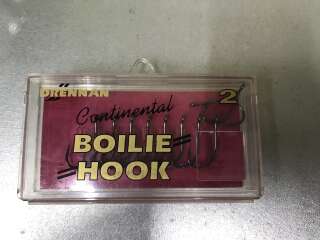 DRENNAN
2
Continental
BOILIE
HOOK